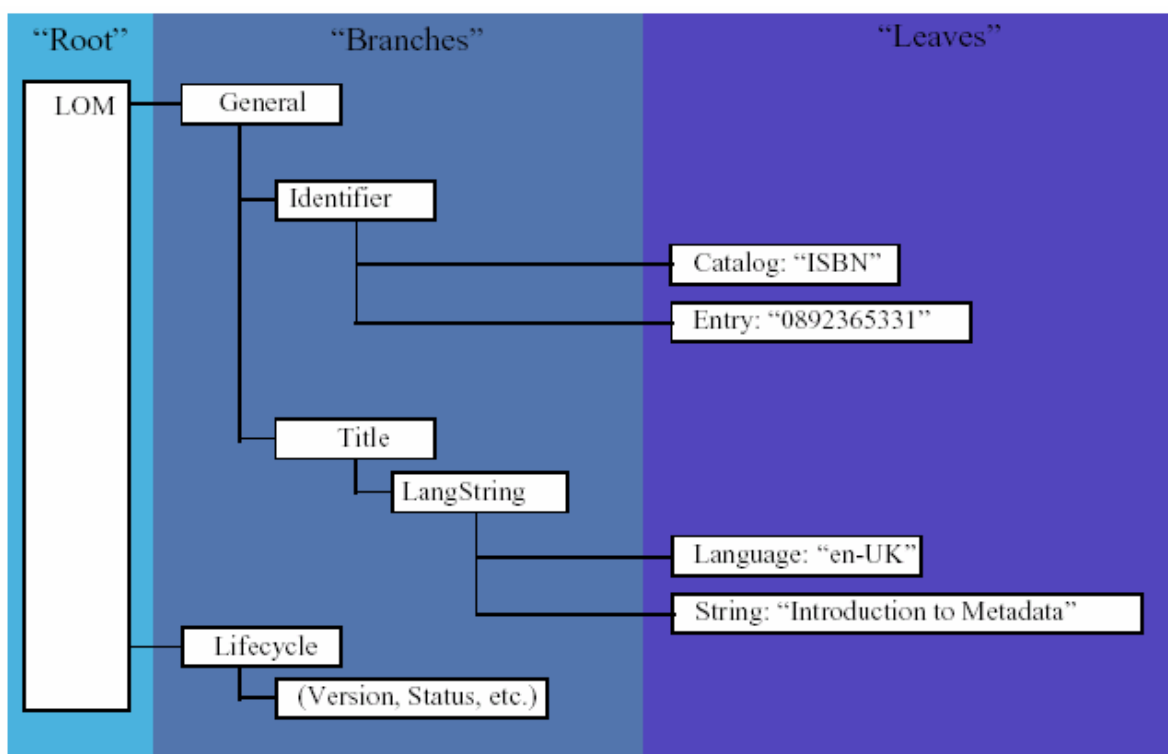 “Root”
“Branches”
“Leaves”
LOM
General
Identifier
Catalog: “ISBN”
Entry: “0892365331”
Title
LangString
Language: “en-UK”
String: “Introduction to Metadata”
Lifecycle
(Version, Status, etc.)